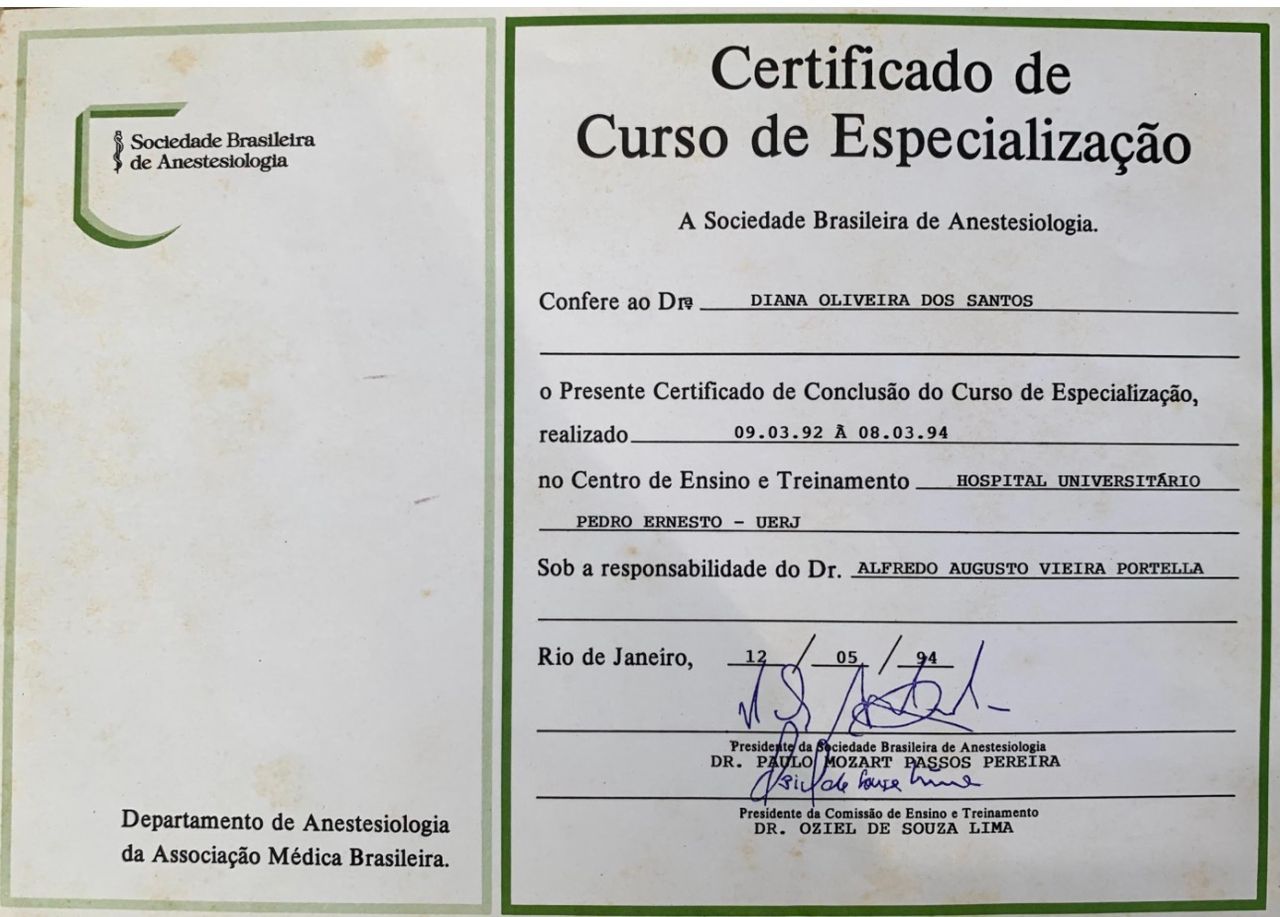 Sociedade Brasileira
de Anestesiologia
Departamento de Anestesiologia
da Associação Médica Brasileira.
Certificado de
Curso de Especialização
A Sociedade Brasileira de Anestesiologia.
Confere ao Drª DIANA OLIVEIRA DOS SANTOS
o Presente Certificado de Conclusão do Curso de Especialização,
realizado 09.03.92 À 08.03.94
no Centro de Ensino e Treinamento HOSPITAL UNIVERSITÁRIO
PEDRO ERNESTO - UERJ
Sob a responsabilidade do Dr. ALFREDO AUGUSTO VIEIRA PORTELLA
Rio de Janeiro, 12 / 05 / 94
Presidente da Sociedade Brasileira de Anestesiologia
DR. PAULO MOZART PASSOS PEREIRA
de Souza Lima
Presidente da Comissão de Ensino e Treinamento
DR. OZIEL DE SOUZA LIMA